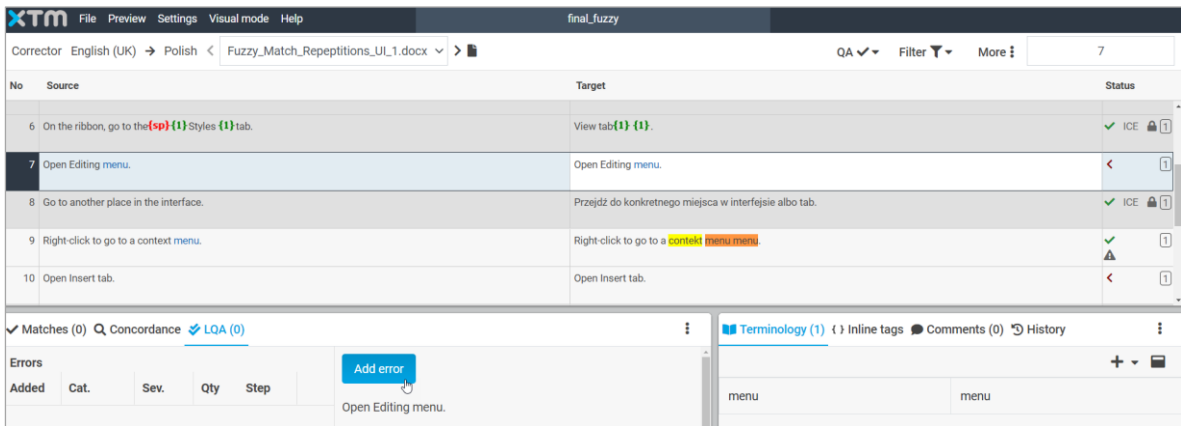 XTM File Preview Settings Visual mode Help final_fuzzy
Corrector English (UK) → Polish < Fuzzy_Match_Repeptitions_UI_1.docx > QA Filter More 7
No Source Target Status
6 On the ribbon, go to the{sp}{1}Styles {1}tab. View tab{1} {1}. ICE 1
7 Open Editing menu. Open Editing menu. < 1
8 Go to another place in the interface. Przejdź do konkretnego miejsca w interfejsie albo tab. ICE 1
9 Right-click to go to a context menu. Right-click to go to a contekt menu menu. 1
10 Open Insert tab. Open Insert tab. < 1
Matches (0) Concordance LQA (0) Terminology (1) { } Inline tags Comments (0) History
Errors Add error
Added Cat. Sev. Qty Step menu menu
Open Editing menu.